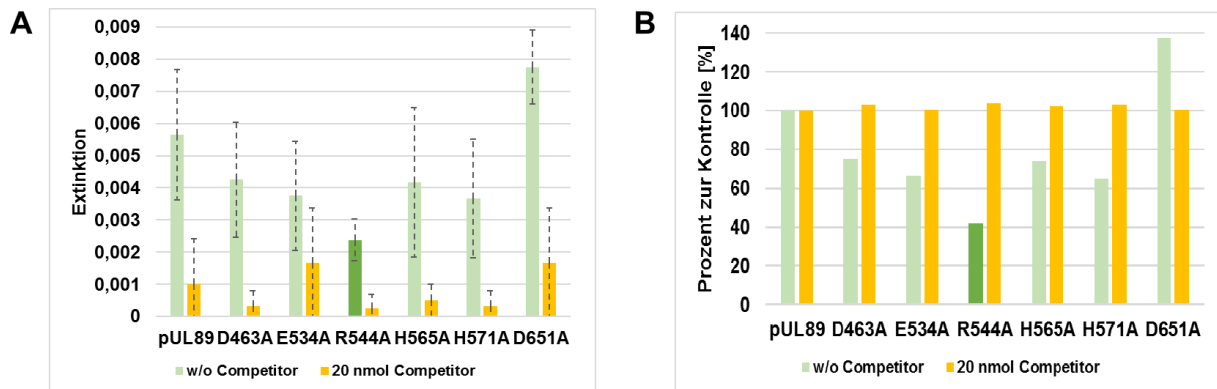 A
Extinktion
0,009
0,008
0,007
0,006
0,005
0,004
0,003
0,002
0,001
0
pUL89 D463A E534A R544A H565A H571A D651A
w/o Competitor 20 nmol Competitor
B
Prozent zur Kontrolle [%]
140
120
100
80
60
40
20
0
pUL89 D463A E534A R544A H565A H571A D651A
w/o Competitor 20 nmol Competitor